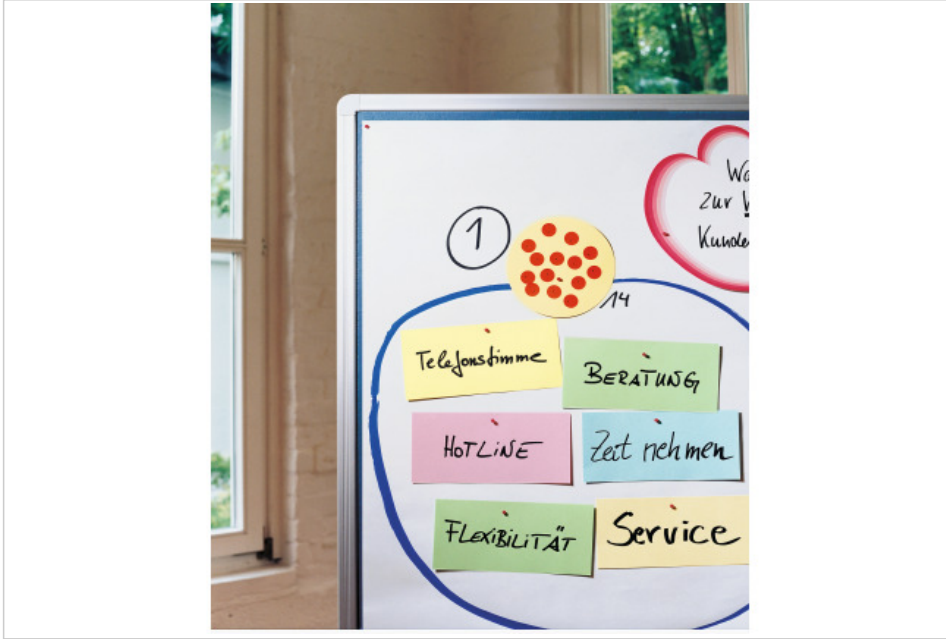 zur
1
14
Telefonstimme
BERATUNG
HOTLINE
Zeit nehmen
FLEXIBILITÄT
Service